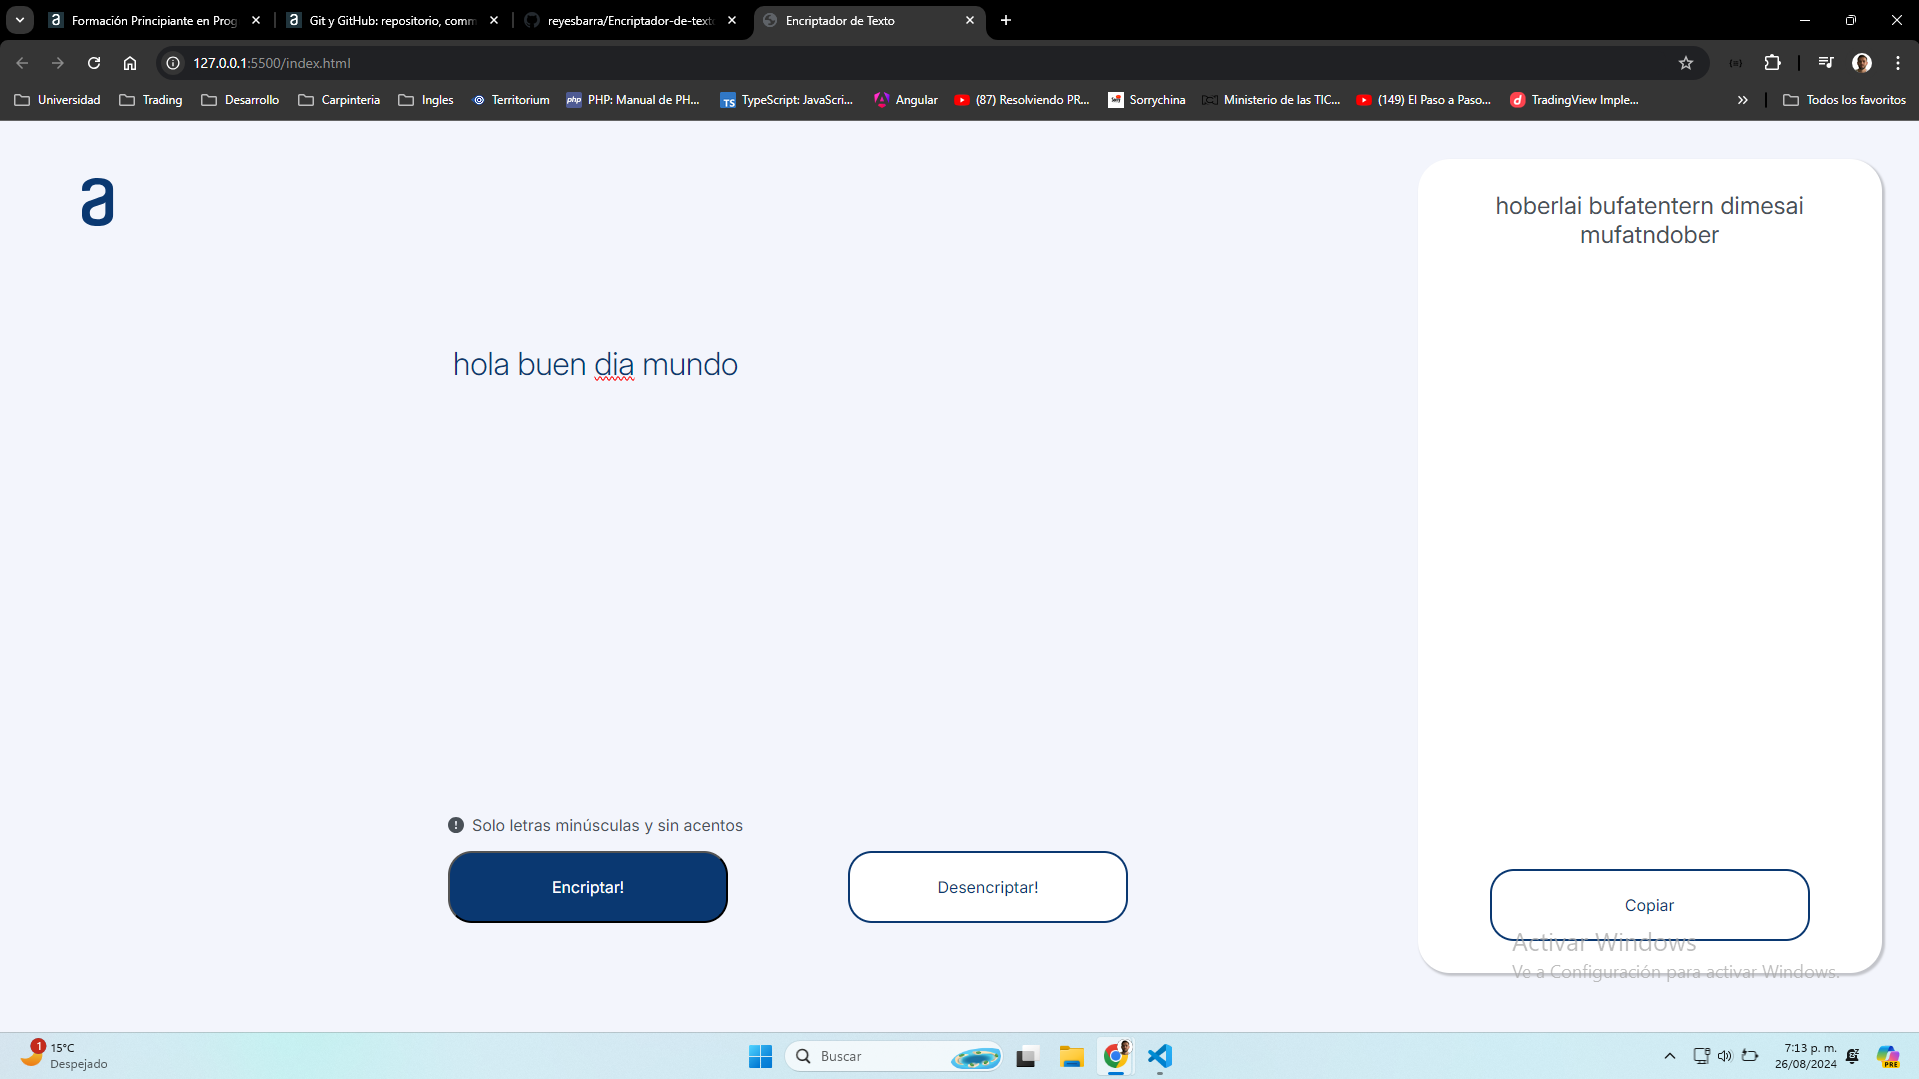 Formación Principiante en Prog
Git y GitHub: repositorio, comm
reyesbarra/Encriptador-de-texto
Encriptador de Texto
127.0.0.1:5500/index.html
Universidad
Trading
Desarrollo
Carpinteria
Ingles
Territorium
php PHP: Manual de PH...
TS TypeScript: JavaScri...
Angular
(87) Resolviendo PR...
Sorrychina
Ministerio de las TIC...
(149) El Paso a Paso...
TradingView Imple...
Todos los favoritos
a
hoberlai bufatentern dimesai
mufatndober
hola buen dia mundo
Solo letras minúsculas y sin acentos
Encriptar!
Desencriptar!
Copiar
Activar Windows
Ve a Configuración para activar Windows.
1
15°C
Despejado
Buscar
7:13 p. m.
26/08/2024
PRE